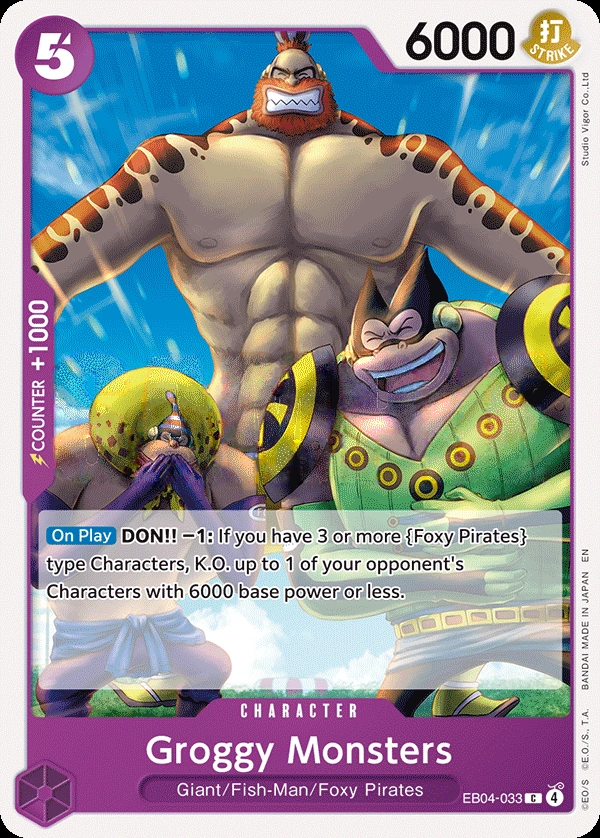 5
6000
打
STRIKE
Studio Vigor Co.,Ltd
COUNTER +1000
On Play DON!! −1: If you have 3 or more {Foxy Pirates}
type Characters, K.O. up to 1 of your opponent's
Characters with 6000 base power or less.
CHARACTER
Groggy Monsters
Giant/Fish-Man/Foxy Pirates
EB04-033 C 4
©E.O/S ©E.O./S., T.A. BANDAI MADE IN JAPAN EN